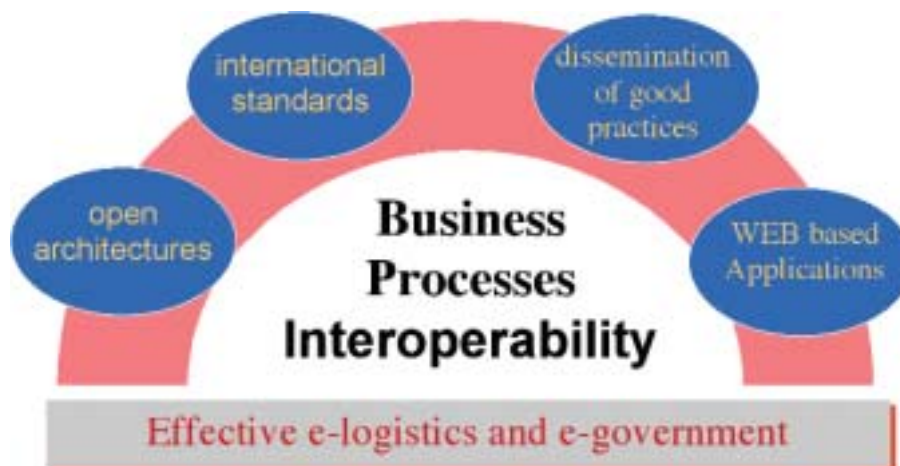 international
standards
dissemination
of good
practices
open
architectures
WEB based
Applications
Business
Processes
Interoperability
Effective e-logistics and e-government